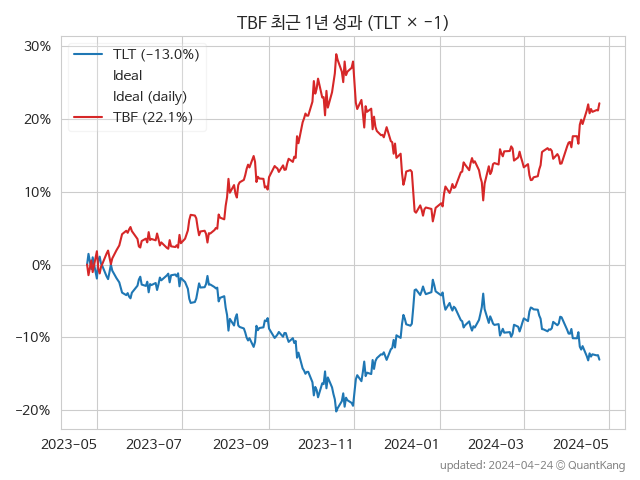 TBF 최근 1년 성과 (TLT × −1)
TLT (−13.0%)
Ideal
Ideal (daily)
TBF (22.1%)
30%
20%
10%
0%
−10%
−20%
2023-05 2023-07 2023-09 2023-11 2024-01 2024-03 2024-05
updated: 2024-04-24 © QuantKang